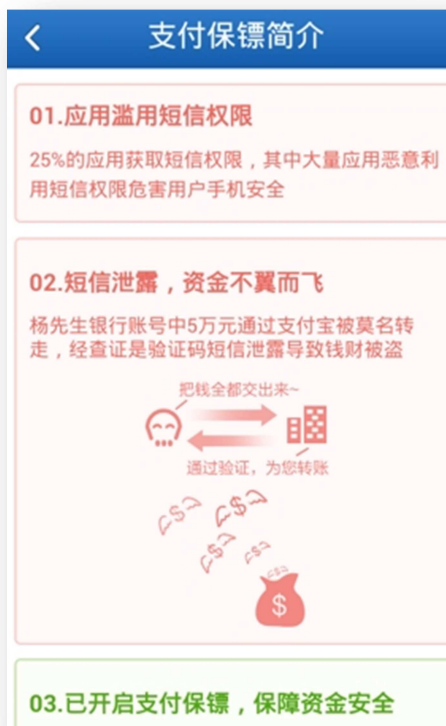 支付保镖简介
01.应用滥用短信权限
25%的应用获取短信权限，其中大量应用恶意利
用短信权限危害用户手机安全
02.短信泄露，资金不翼而飞
杨先生银行账号中5万元通过支付宝被莫名转
走，经查证是验证码短信泄露导致钱财被盗
把钱全都交出来~
通过验证，为您转账
$
$
$
$
$
$
03.已开启支付保镖，保障资金安全